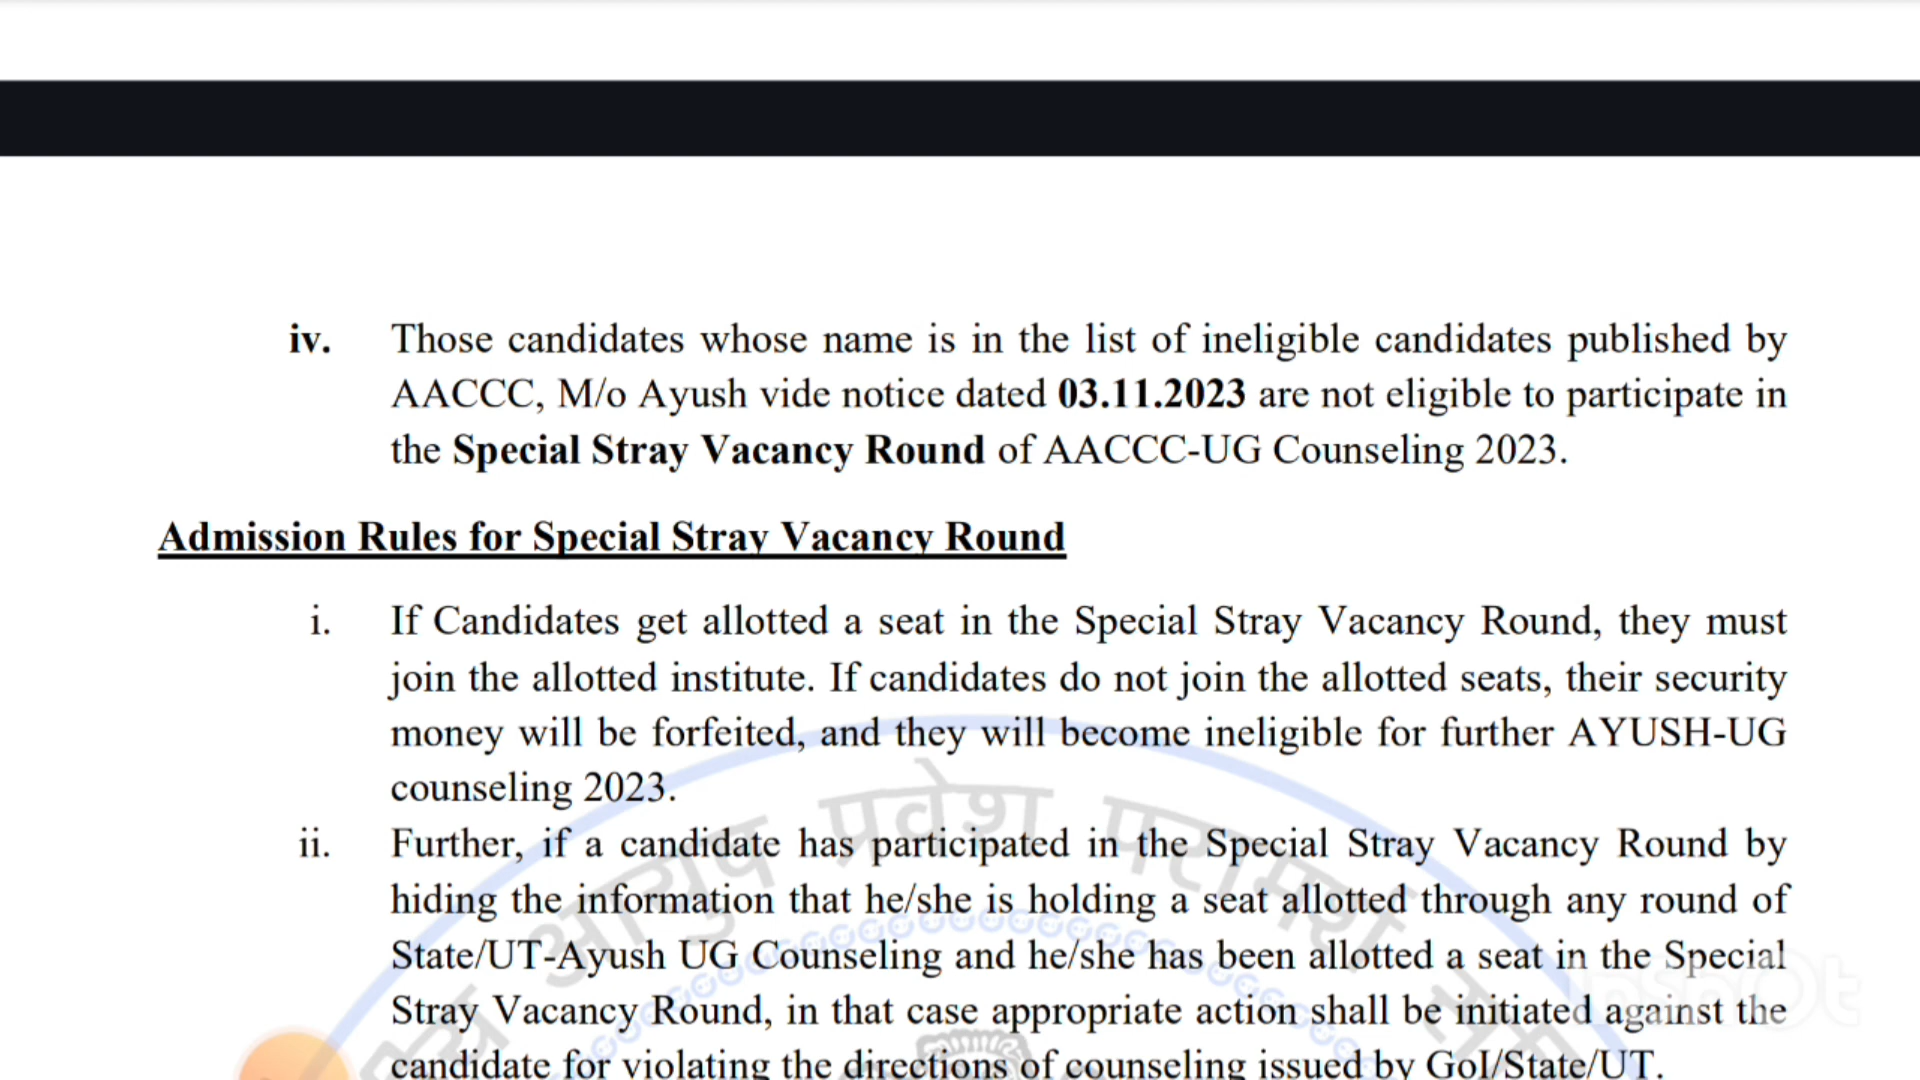 iv. Those candidates whose name is in the list of ineligible candidates published by
AACCC, M/o Ayush vide notice dated 03.11.2023 are not eligible to participate in
the Special Stray Vacancy Round of AACCC-UG Counseling 2023.
Admission Rules for Special Stray Vacancy Round
i. If Candidates get allotted a seat in the Special Stray Vacancy Round, they must
join the allotted institute. If candidates do not join the allotted seats, their security
money will be forfeited, and they will become ineligible for further AYUSH-UG
counseling 2023.
ii. Further, if a candidate has participated in the Special Stray Vacancy Round by
hiding the information that he/she is holding a seat allotted through any round of
State/UT-Ayush UG Counseling and he/she has been allotted a seat in the Special
Stray Vacancy Round, in that case appropriate action shall be initiated against the
candidate for violating the directions of counseling issued by GoI/State/UT.
आयुष प्रवेश परामर्श